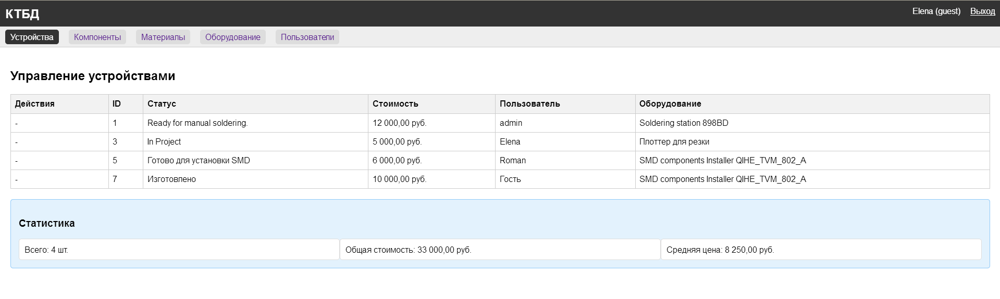 КТБД
Elena (guest) Выход
Устройства Компоненты Материалы Оборудование Пользователи
Управление устройствами
Действия ID Статус Стоимость Пользователь Оборудование
- 1 Ready for manual soldering. 12 000,00 руб. admin Soldering station 898BD
- 3 In Project 5 000,00 руб. Elena Плоттер для резки
- 5 Готово для установки SMD 6 000,00 руб. Roman SMD components Installer QIHE_TVM_802_A
- 7 Изготовлено 10 000,00 руб. Гость SMD components Installer QIHE_TVM_802_A
Статистика
Всего: 4 шт. Общая стоимость: 33 000,00 руб. Средняя цена: 8 250,00 руб.